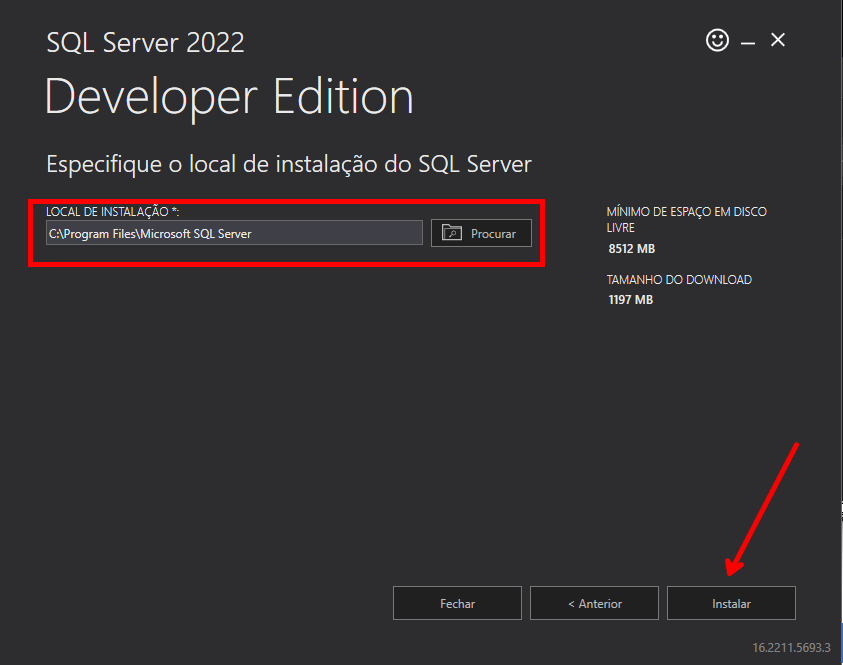 SQL Server 2022
Developer Edition
Especifique o local de instalação do SQL Server
LOCAL DE INSTALAÇÃO *:
C:\Program Files\Microsoft SQL Server
Procurar
MÍNIMO DE ESPAÇO EM DISCO
LIVRE
8512 MB
TAMANHO DO DOWNLOAD
1197 MB
Fechar
< Anterior
Instalar
16.2211.5693.3